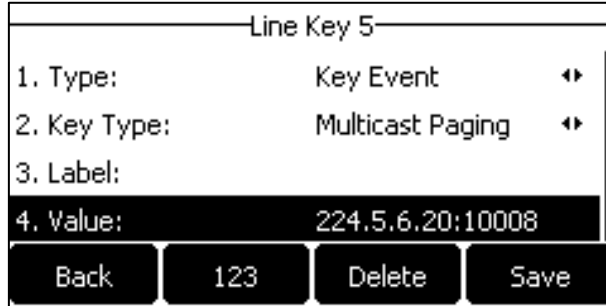 Line Key 5
1. Type: Key Event
2. Key Type: Multicast Paging
3. Label:
4. Value: 224.5.6.20:10008
Back 123 Delete Save